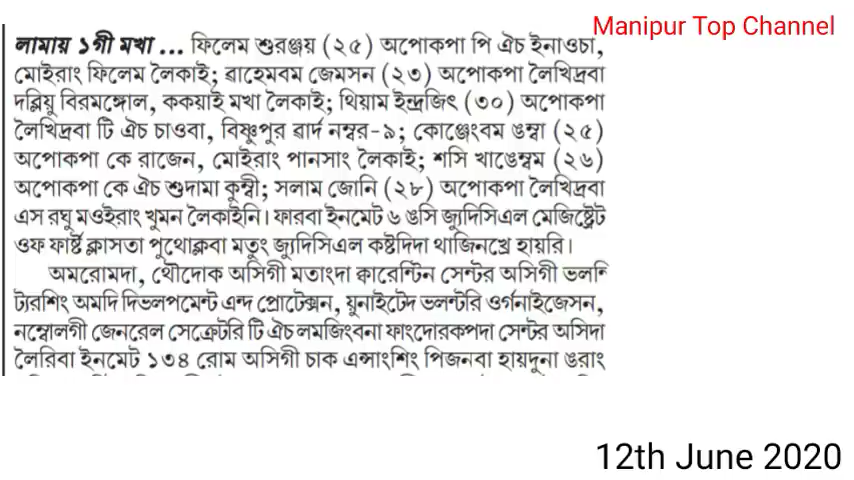 Manipur Top Channel
লামায় ১গী মখা ... ফিলেম শুরঞ্জয় (২৫) অপোকপা পি ঐচ ইনাওচা,
মোইরাং ফিলেম লৈকাই; ৱাহেমবম জেমসন (২৩) অপোকপা লৈখিদ্রবা
দব্লিয়ু বিরমঙ্গোল, ককয়াই মখা লৈকাই; থিয়াম ইন্দ্রজিৎ (৩০) অপোকপা
লৈখিদ্রবা টি ঐচ চাওবা, বিষ্ণুপুর ৱার্দ নম্বর-৯; কোঞ্জেংবম ঙম্বা (২৫)
অপোকপা কে রাজেন, মোইরাং পানসাং লৈকাই; শসি খাঙেম্বম (২৬)
অপোকপা কে ঐচ শুদামা কুম্বী; সলাম জোনি (২৮) অপোকপা লৈখিদ্রবা
এস রঘু মওইরাং খুমন লৈকাইনি। ফারবা ইনমেট ৬ ঙসি জ্যুদিসিএল মেজিষ্ট্রেট
ওফ ফার্ষ্ট ক্লাসতা পুথোক্লবা মতুং জ্যুদিসিএল কষ্টদিদা থাজিনখ্রে হায়রি।
অমরোমদা, থৌদোক অসিগী মতাংদা ক্বারেন্টিন সেন্টর অসিগী ভলন্টি
ট্যরশিং অমদি দিভলপমেন্ট এন্দ প্রোটেক্সন, য়ুনাইটেদ ভলন্টরি ওর্গনাইজেসন,
নম্বোলগী জেনরেল সেক্রেটরি টি ঐচ লমজিংবনা ফাংদোরকপদা সেন্টর অসিদা
লৈরিবা ইনমেট ১৩৪ রোম অসিগী চাক এন্সাংশিং পিজনবা হায়দুনা ঙরাং
12th June 2020